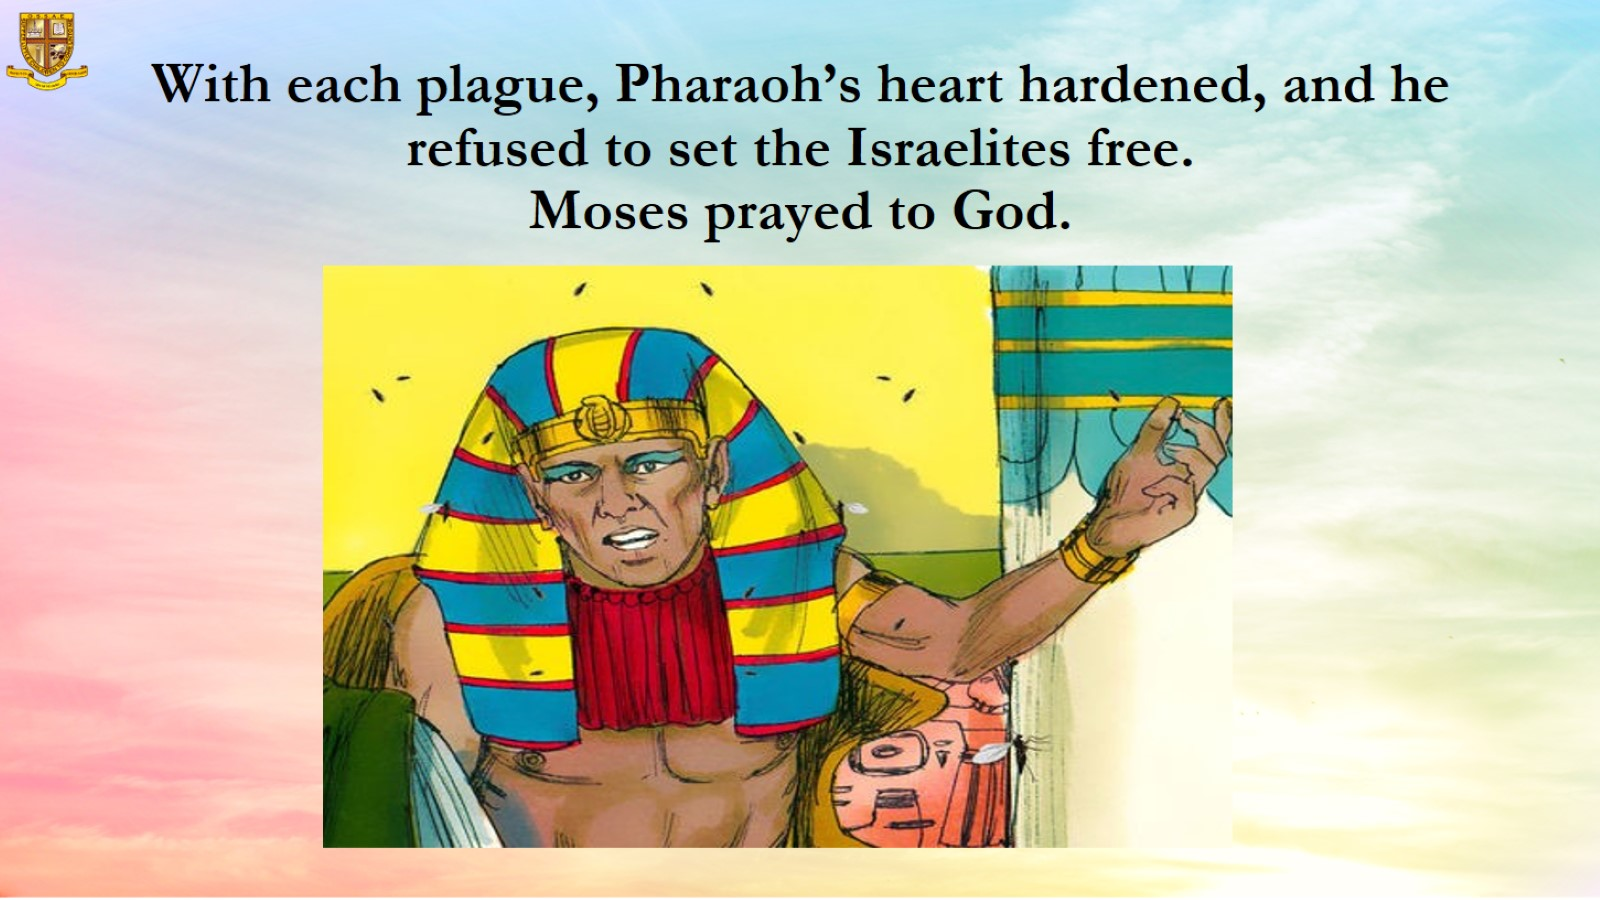 With each plague, Pharaoh’s heart hardened, and he
refused to set the Israelites free.
Moses prayed to God.